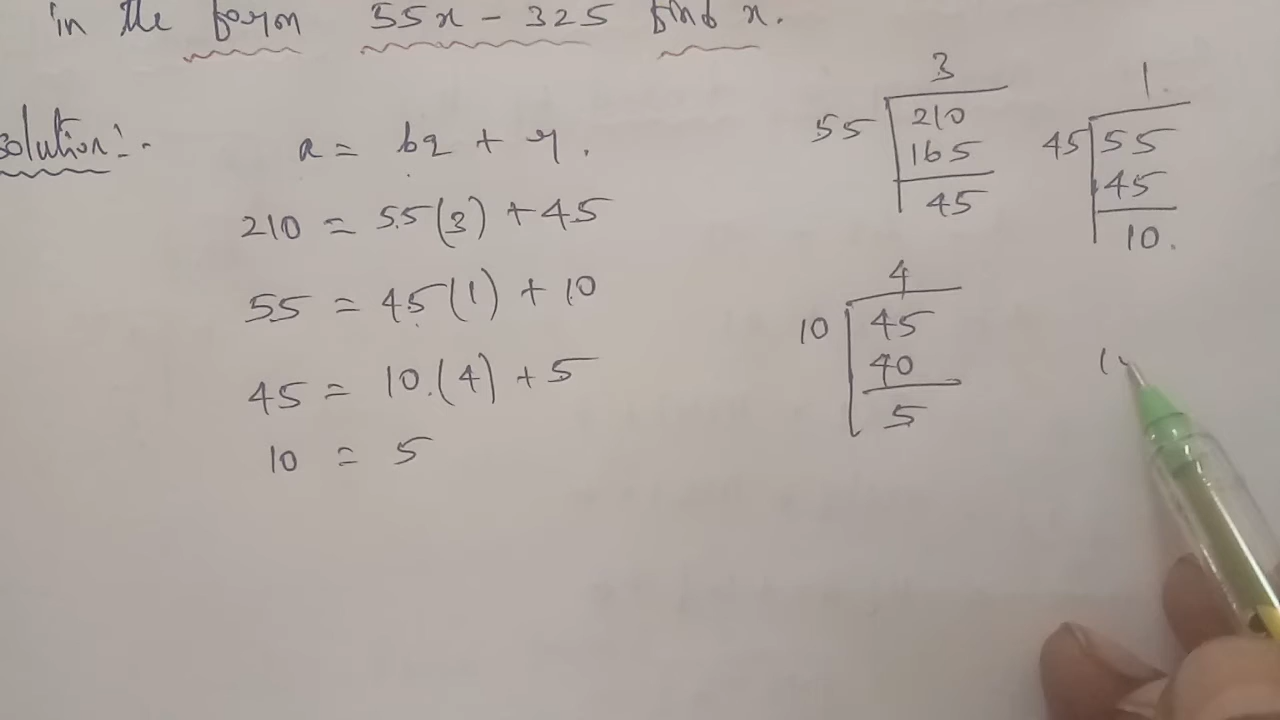 in the form 55x - 325 find x.
solution:-
a = bq + r.
210 = 55(3) + 45
55 = 45(1) + 10
45 = 10.(4) + 5
10 = 5
3
55 210
165
45
1.
45 55
45
10.
4
10 45
40
5
(